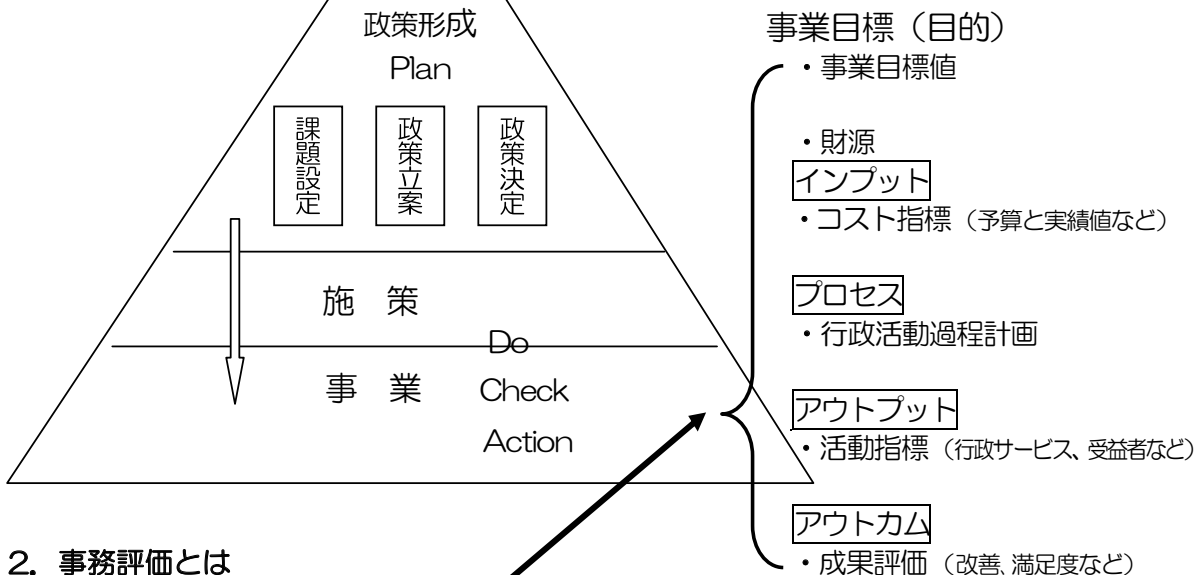 政策形成
Plan
課題設定
政策立案
政策決定
施 策
Do
事 業
Check
Action
事業目標（目的）
・事業目標値
・財源
インプット
・コスト指標（予算と実績値など）
プロセス
・行政活動過程計画
アウトプット
・活動指標（行政サービス、受益者など）
アウトカム
・成果評価（改善、満足度など）
2．事務評価とは